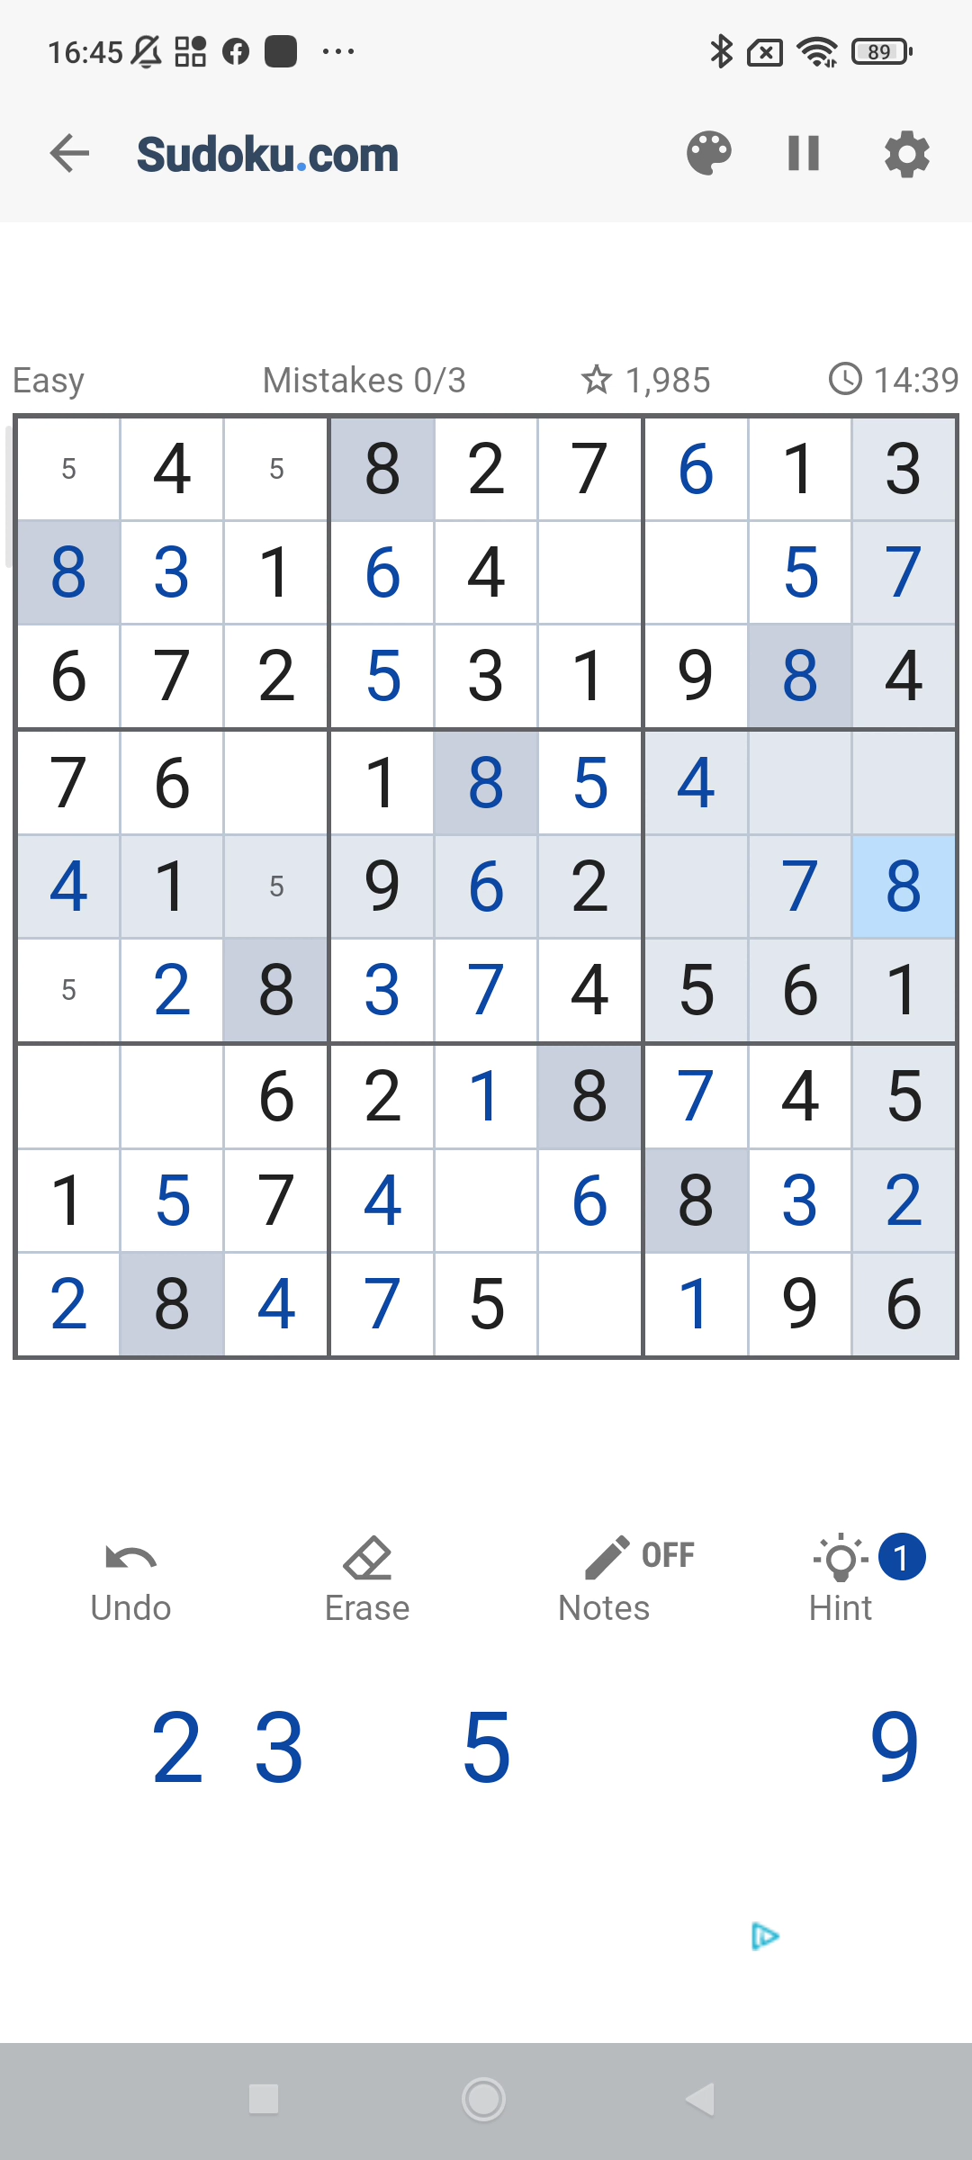 16:45 ... 89
Sudoku.com
Easy Mistakes 0/3 1,985 14:39
5 4 5 8 2 7 6 1 3
8 3 1 6 4 5 7
6 7 2 5 3 1 9 8 4
7 6 1 8 5 4
4 1 5 9 6 2 7 8
5 2 8 3 7 4 5 6 1
6 2 1 8 7 4 5
1 5 7 4 6 8 3 2
2 8 4 7 5 1 9 6
OFF 1
Undo Erase Notes Hint
2 3 5 9